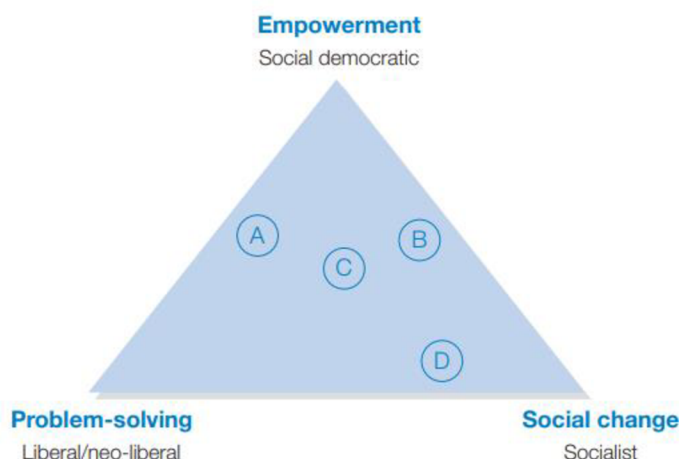 Empowerment
Social democratic
A
B
C
D
Problem-solving
Social change
Liberal/neo-liberal
Socialist